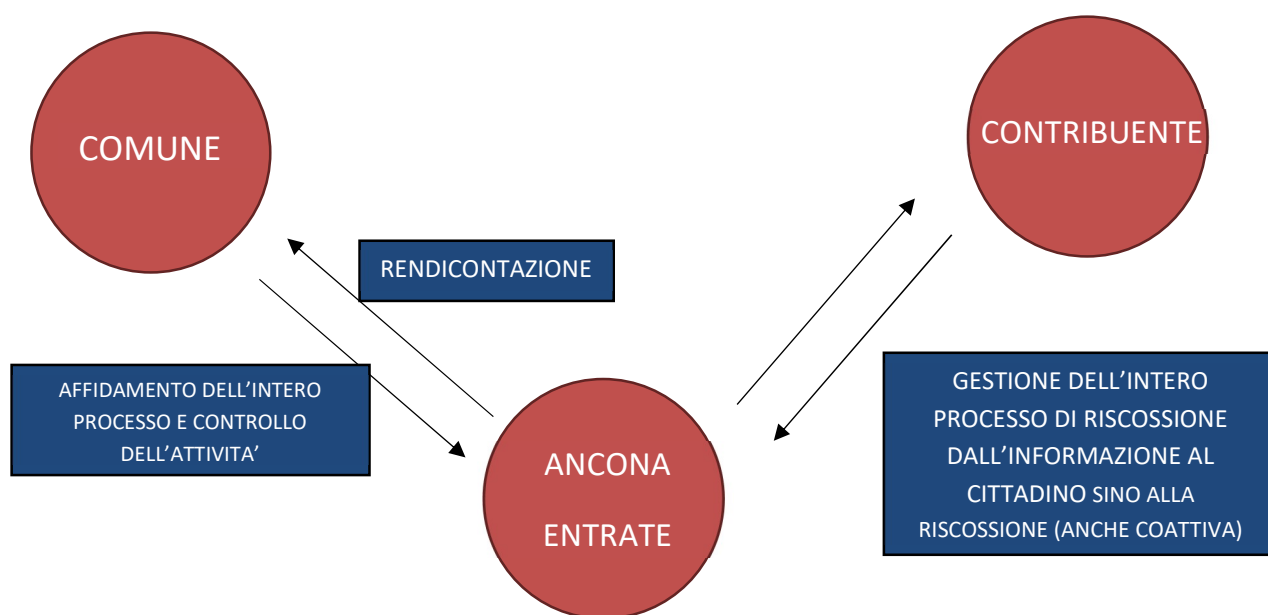 COMUNE
CONTRIBUENTE
RENDICONTAZIONE
AFFIDAMENTO DELL’INTERO
PROCESSO E CONTROLLO
DELL’ATTIVITA’
ANCONA
ENTRATE
GESTIONE DELL’INTERO
PROCESSO DI RISCOSSIONE
DALL’INFORMAZIONE AL
CITTADINO SINO ALLA
RISCOSSIONE (ANCHE COATTIVA)